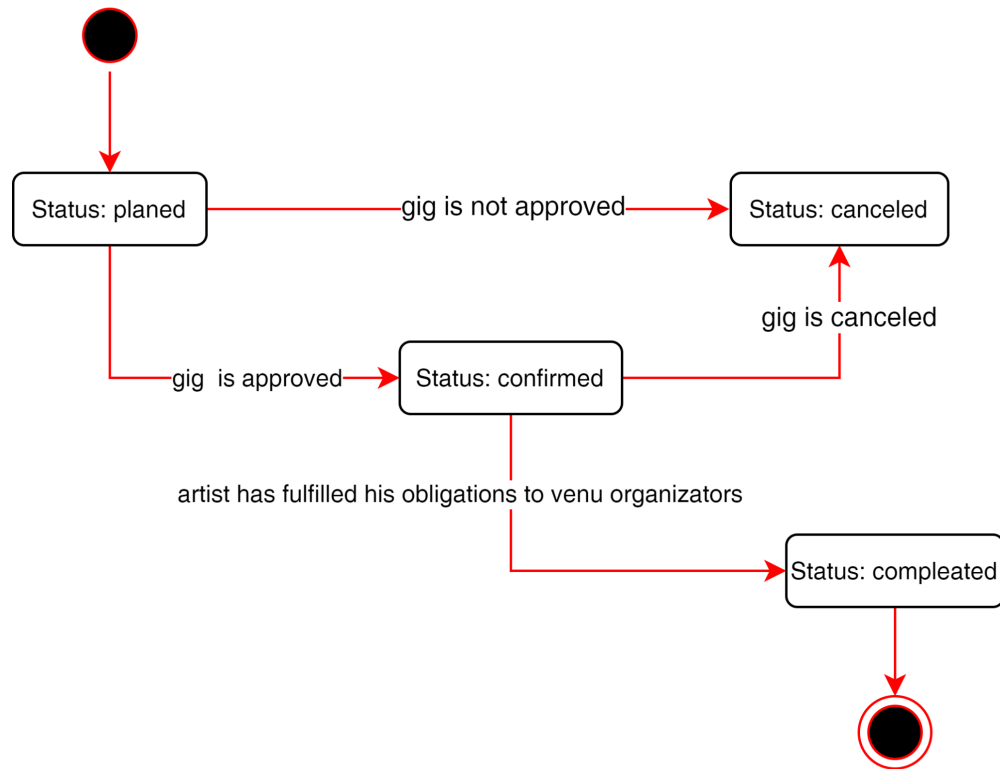 Status: planed
gig is not approved
Status: canceled
gig is canceled
gig  is approved
Status: confirmed
artist has fulfilled his obligations to venu organizators
Status: compleated